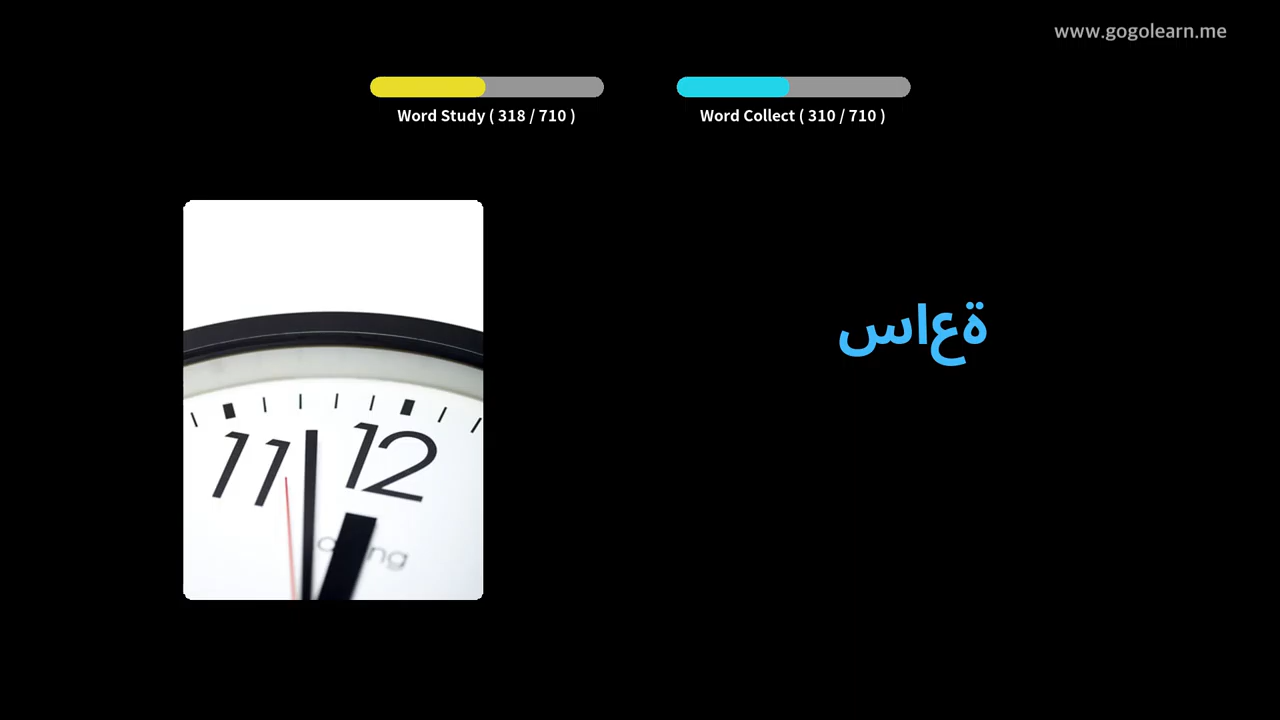 www.gogolearn.me
Word Study ( 318 / 710 )
Word Collect ( 310 / 710 )
ساعة
11 12